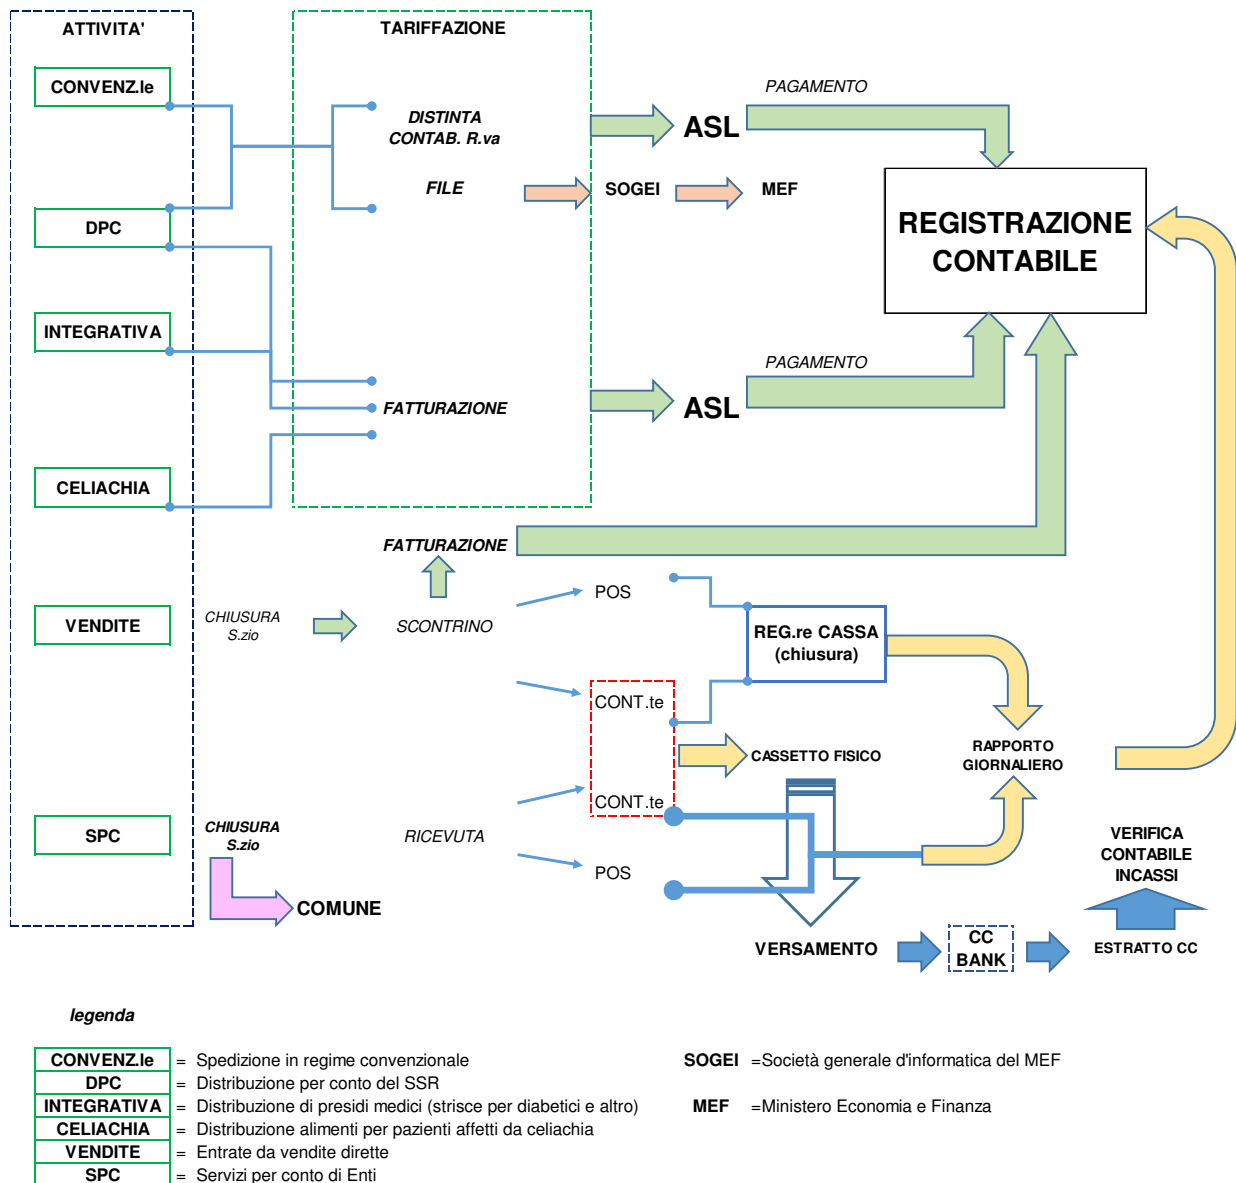 ATTIVITA'
TARIFFAZIONE
CONVENZ.le
DISTINTA
CONTAB. R.va
ASL
PAGAMENTO
FILE
SOGEI
MEF
REGISTRAZIONE
CONTABILE
DPC
INTEGRATIVA
FATTURAZIONE
ASL
PAGAMENTO
CELIACHIA
FATTURAZIONE
VENDITE
CHIUSURA
S.zio
SCONTRINO
POS
REG.re CASSA
(chiusura)
CONT.te
CASSETTO FISICO
RAPPORTO
GIORNALIERO
CONT.te
SPC
CHIUSURA
S.zio
RICEVUTA
POS
VERIFICA
CONTABILE
INCASSI
COMUNE
VERSAMENTO
CC
BANK
ESTRATTO CC
legenda
CONVENZ.le = Spedizione in regime convenzionale
SOGEI =Società generale d'informatica del MEF
DPC = Distribuzione per conto del SSR
INTEGRATIVA = Distribuzione di presidi medici (strisce per diabetici e altro)
MEF =Ministero Economia e Finanza
CELIACHIA = Distribuzione alimenti per pazienti affetti da celiachia
VENDITE = Entrate da vendite dirette
SPC = Servizi per conto di Enti